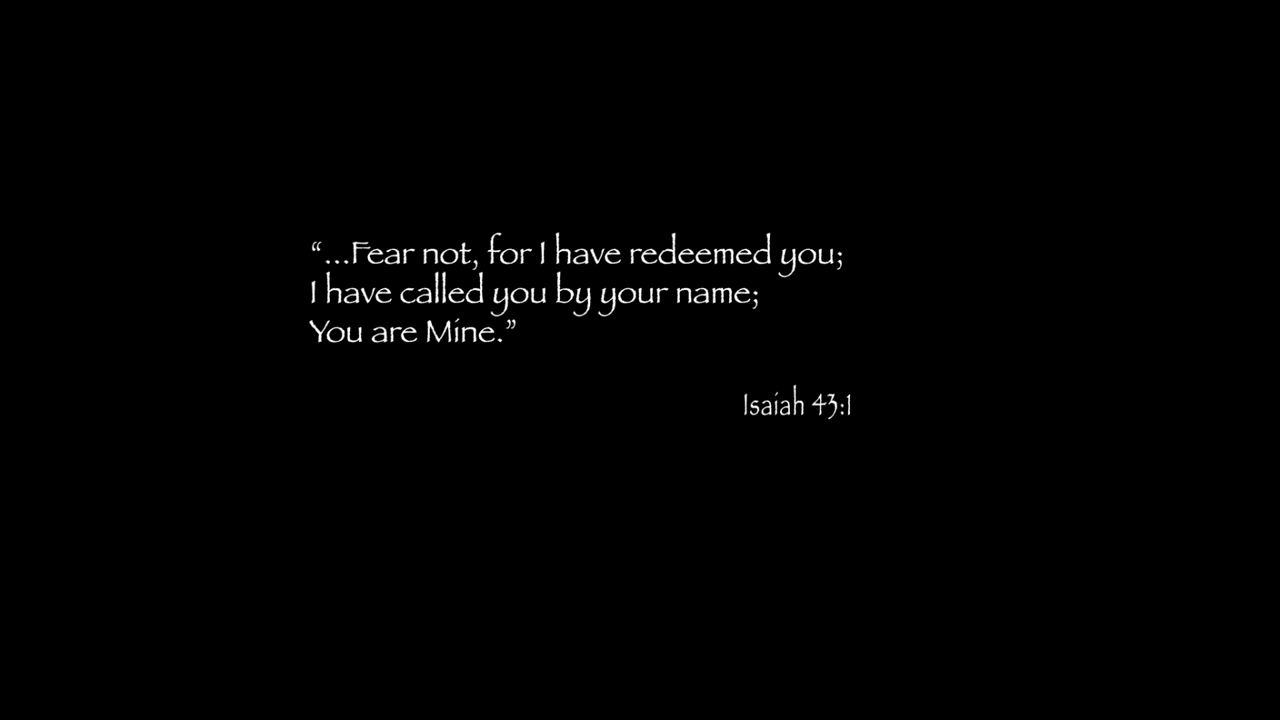 “...Fear not, for I have redeemed you;
I have called you by your name;
You are Mine.”
Isaiah 43:1